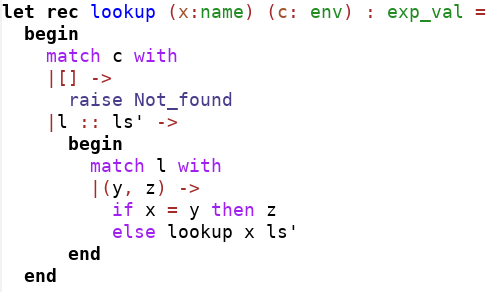 let rec lookup (x:name) (c: env) : exp_val =
  begin
    match c with
    |[] ->
      raise Not_found
    |l :: ls' ->
      begin
        match l with
        |(y, z) ->
          if x = y then z
          else lookup x ls'
      end
  end